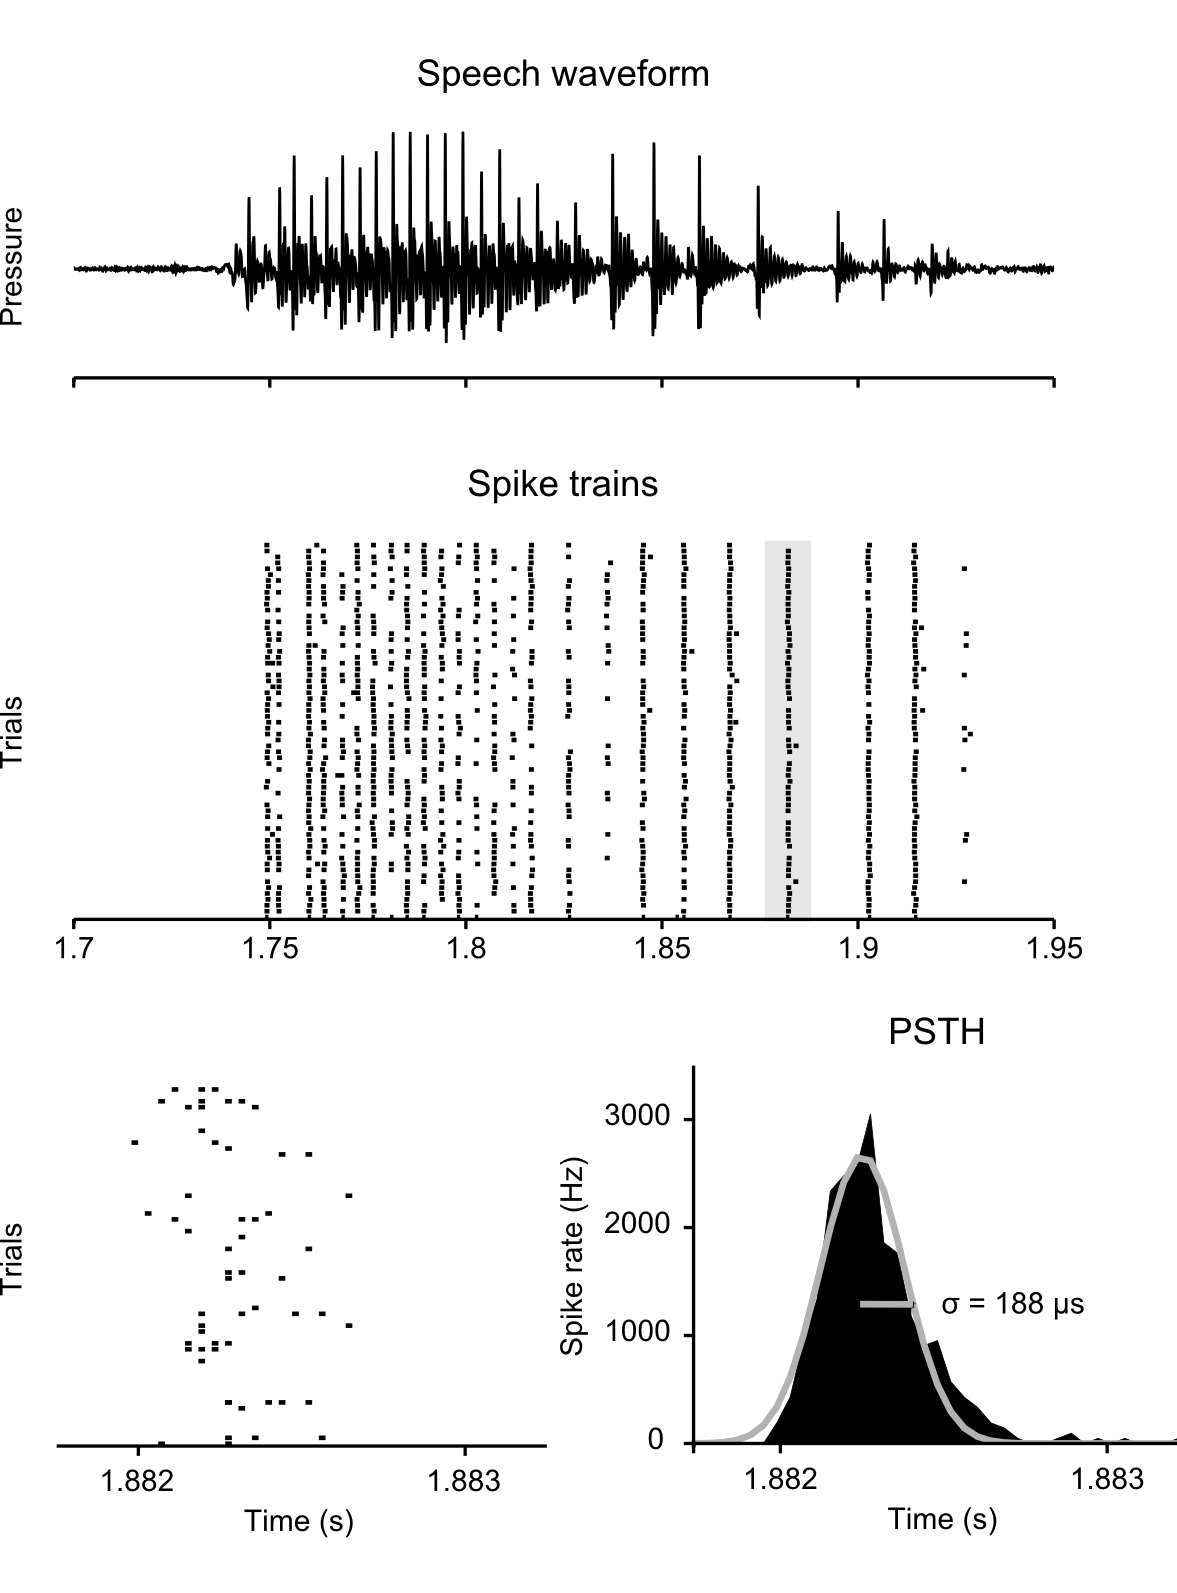 Speech waveform
Pressure
Spike trains
Trials
1.7 1.75 1.8 1.85 1.9 1.95
PSTH
Trials
1.882 1.883
Time (s)
Spike rate (Hz)
3000
2000
1000
0
σ = 188 µs
1.882 1.883
Time (s)